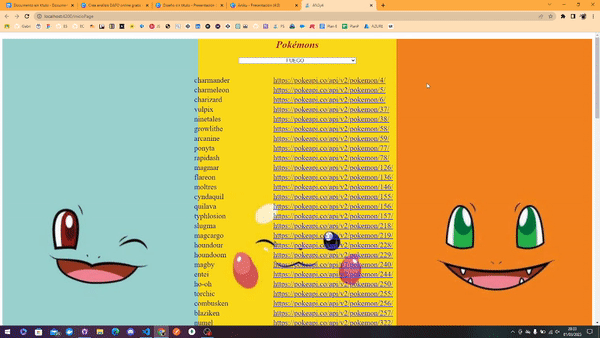 localhost:4200/HelloPage
Pokémons
FUEGO
charmander https://pokeapi.co/api/v2/pokemon/4/
charmeleon https://pokeapi.co/api/v2/pokemon/5/
charizard https://pokeapi.co/api/v2/pokemon/6/
vulpix https://pokeapi.co/api/v2/pokemon/37/
ninetales https://pokeapi.co/api/v2/pokemon/38/
growlithe https://pokeapi.co/api/v2/pokemon/58/
arcanine https://pokeapi.co/api/v2/pokemon/59/
ponyta https://pokeapi.co/api/v2/pokemon/77/
rapidash https://pokeapi.co/api/v2/pokemon/78/
magmar https://pokeapi.co/api/v2/pokemon/126/
flareon https://pokeapi.co/api/v2/pokemon/136/
moltres https://pokeapi.co/api/v2/pokemon/146/
cyndaquil https://pokeapi.co/api/v2/pokemon/155/
quilava https://pokeapi.co/api/v2/pokemon/156/
typhlosion https://pokeapi.co/api/v2/pokemon/157/
slugma https://pokeapi.co/api/v2/pokemon/218/
magcargo https://pokeapi.co/api/v2/pokemon/219/
houndour https://pokeapi.co/api/v2/pokemon/228/
houndoom https://pokeapi.co/api/v2/pokemon/229/
magby https://pokeapi.co/api/v2/pokemon/240/
entei https://pokeapi.co/api/v2/pokemon/244/
ho-oh https://pokeapi.co/api/v2/pokemon/250/
torchic https://pokeapi.co/api/v2/pokemon/255/
combusken https://pokeapi.co/api/v2/pokemon/256/
blaziken https://pokeapi.co/api/v2/pokemon/257/
numel https://pokeapi.co/api/v2/pokemon/322/